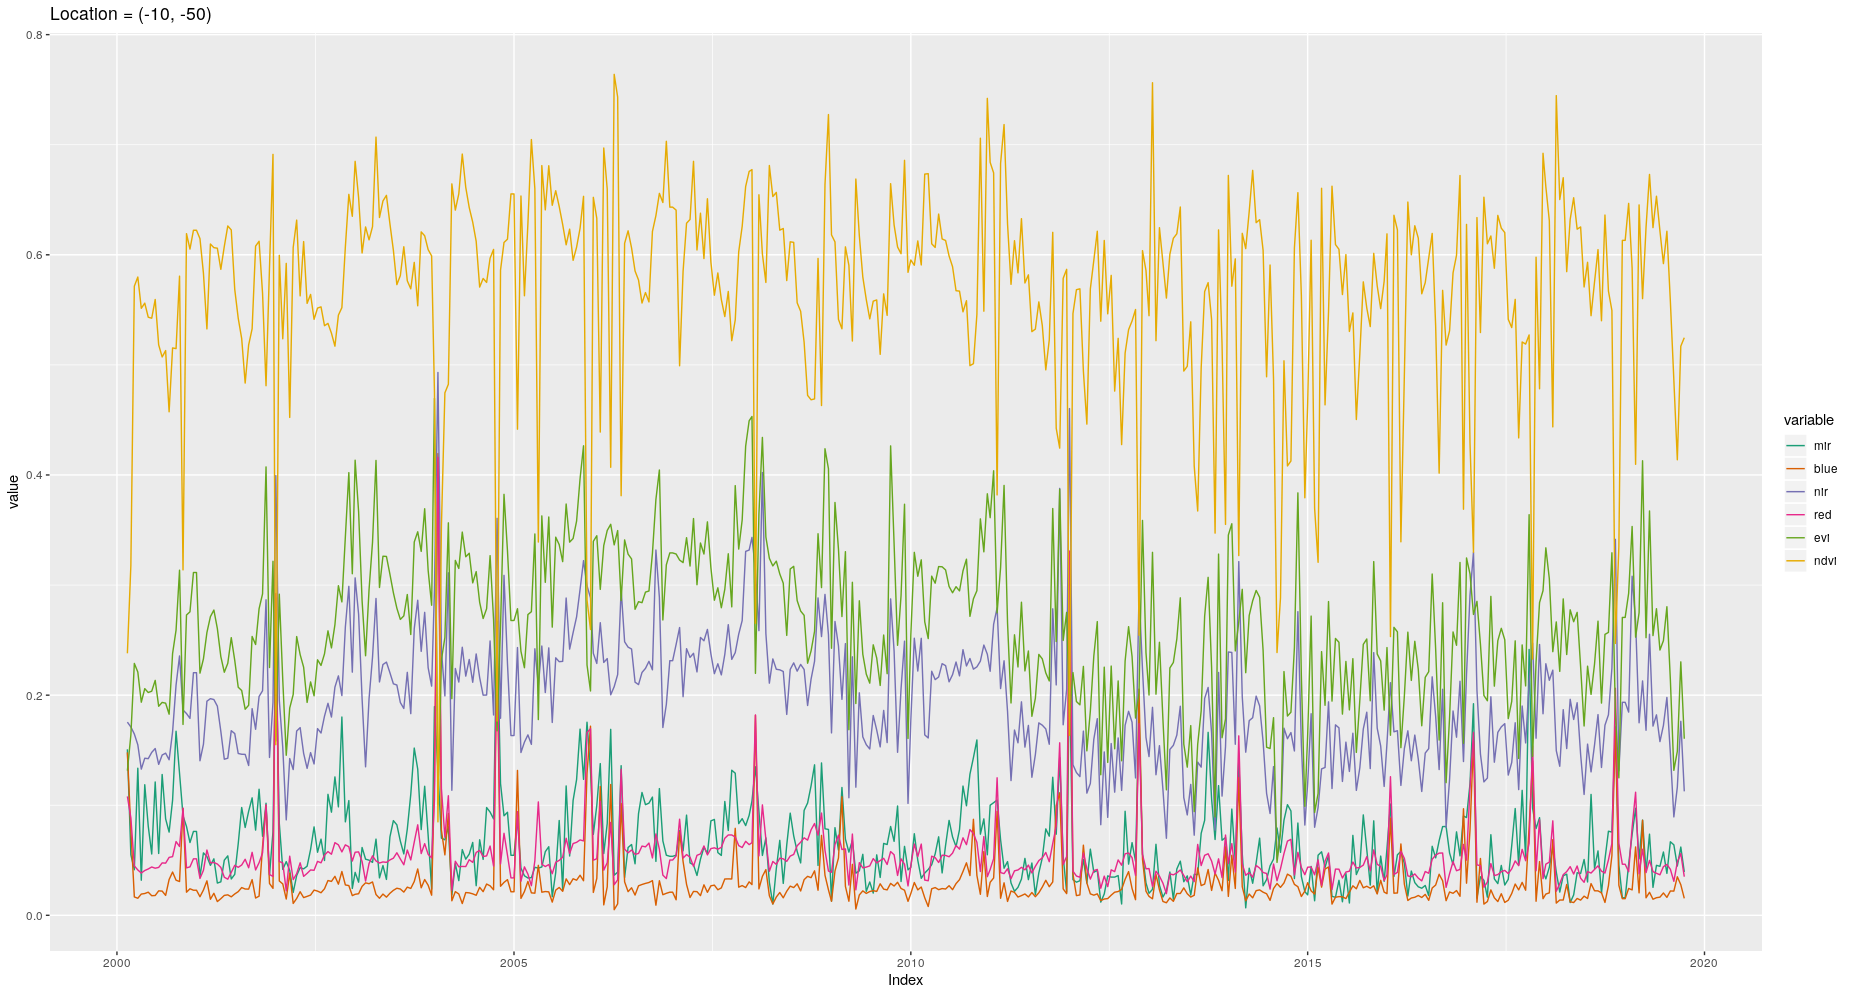 Location = (-10, -50)
0.8
0.6
0.4
0.2
0.0
value
2000
2005
2010
2015
2020
Index
variable
mir
blue
nir
red
evi
ndvi